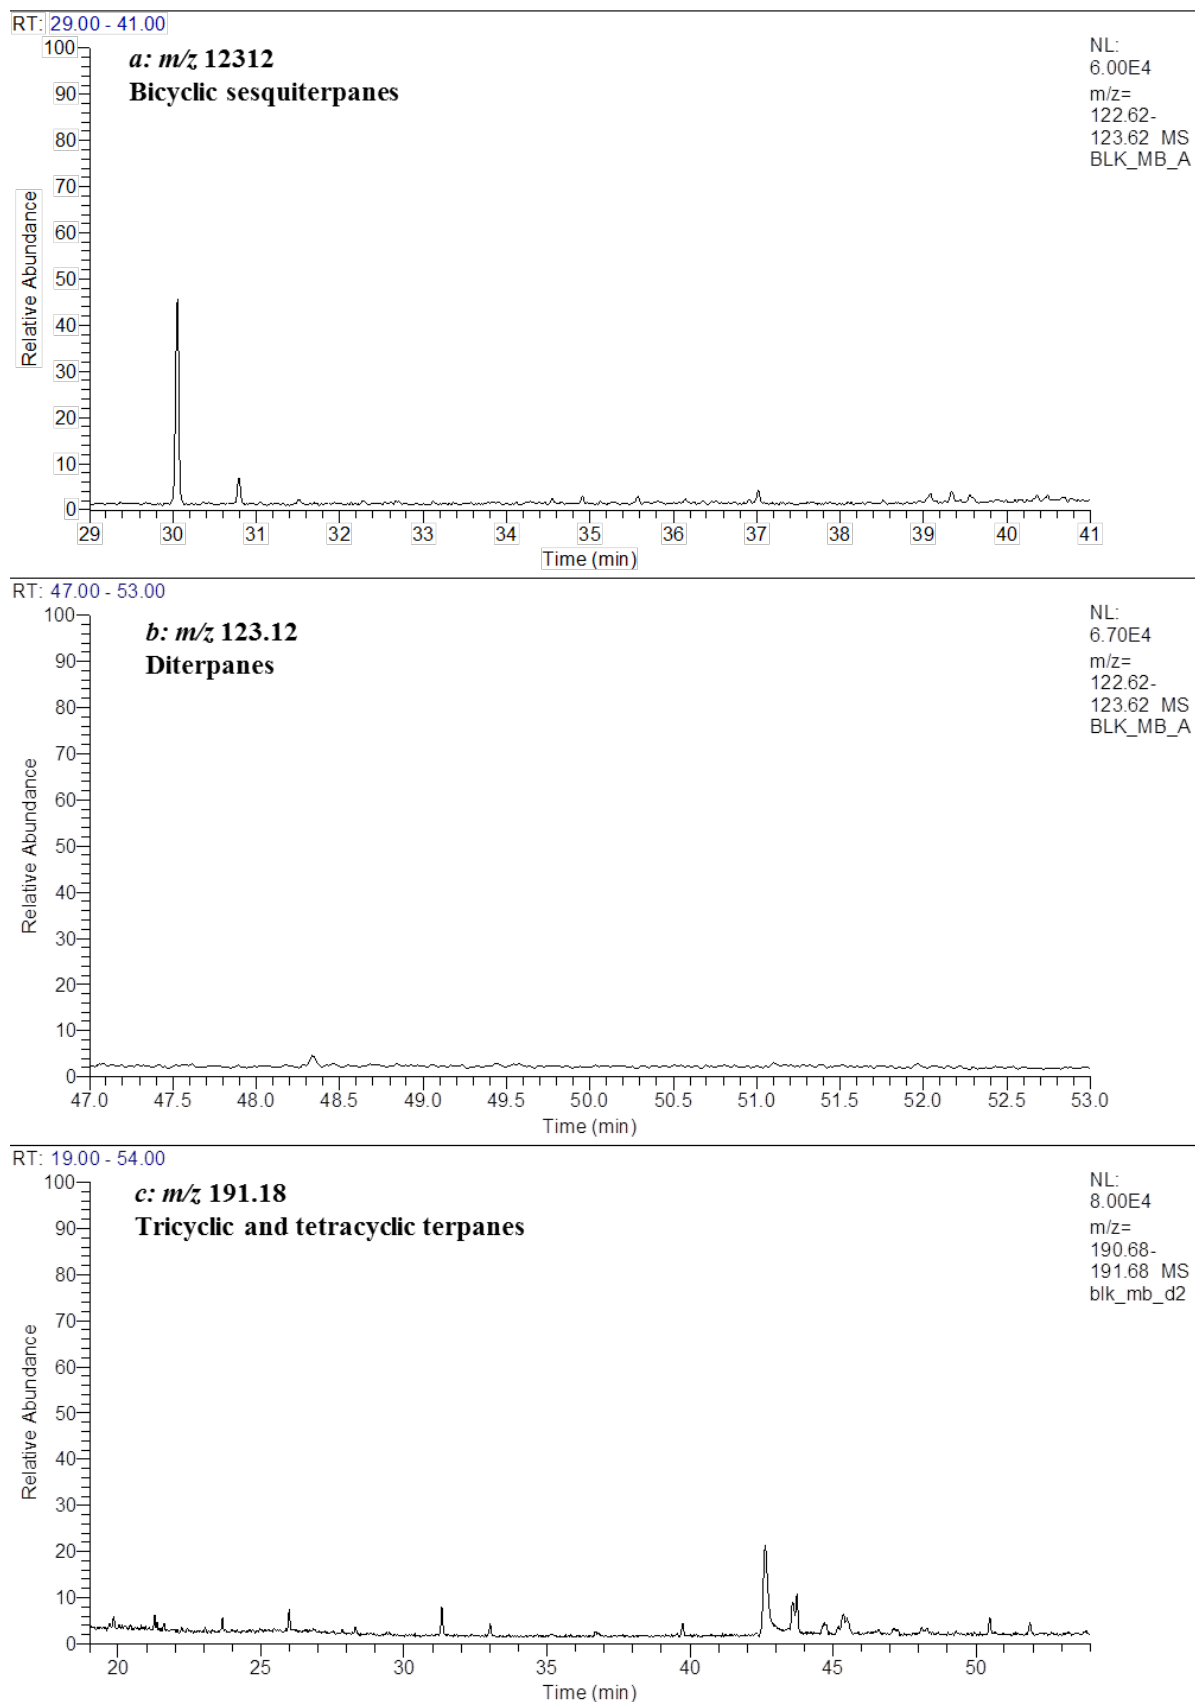 RT: 29.00 - 41.00
100
90
80
70
60
50
40
30
20
10
0
Relative Abundance
a: m/z 12312
Bicyclic sesquiterpanes
NL:
6.00E4
m/z=
122.62-
123.62 MS
BLK_MB_A
29 30 31 32 33 34 35 36 37 38 39 40 41
Time (min)
RT: 47.00 - 53.00
100
90
80
70
60
50
40
30
20
10
0
Relative Abundance
b: m/z 123.12
Diterpanes
NL:
6.70E4
m/z=
122.62-
123.62 MS
BLK_MB_A
47.0 47.5 48.0 48.5 49.0 49.5 50.0 50.5 51.0 51.5 52.0 52.5 53.0
Time (min)
RT: 19.00 - 54.00
100
90
80
70
60
50
40
30
20
10
0
Relative Abundance
c: m/z 191.18
Tricyclic and tetracyclic terpanes
NL:
8.00E4
m/z=
190.68-
191.68 MS
blk_mb_d2
20 25 30 35 40 45 50
Time (min)